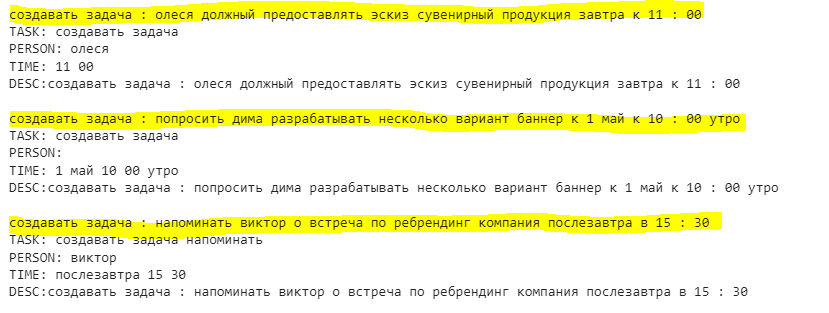 создавать задача : олеся должный предоставлять эскиз сувенирный продукция завтра к 11 : 00
TASK: создавать задача
PERSON: олеся
TIME: 11 00
DESC:создавать задача : олеся должный предоставлять эскиз сувенирный продукция завтра к 11 : 00
создавать задача : попросить дима разрабатывать несколько вариант баннер к 1 май к 10 : 00 утро
TASK: создавать задача
PERSON:
TIME: 1 май 10 00 утро
DESC:создавать задача : попросить дима разрабатывать несколько вариант баннер к 1 май к 10 : 00 утро
создавать задача : напоминать виктор о встреча по ребрендинг компания послезавтра в 15 : 30
TASK: создавать задача напоминать
PERSON: виктор
TIME: послезавтра 15 30
DESC:создавать задача : напоминать виктор о встреча по ребрендинг компания послезавтра в 15 : 30